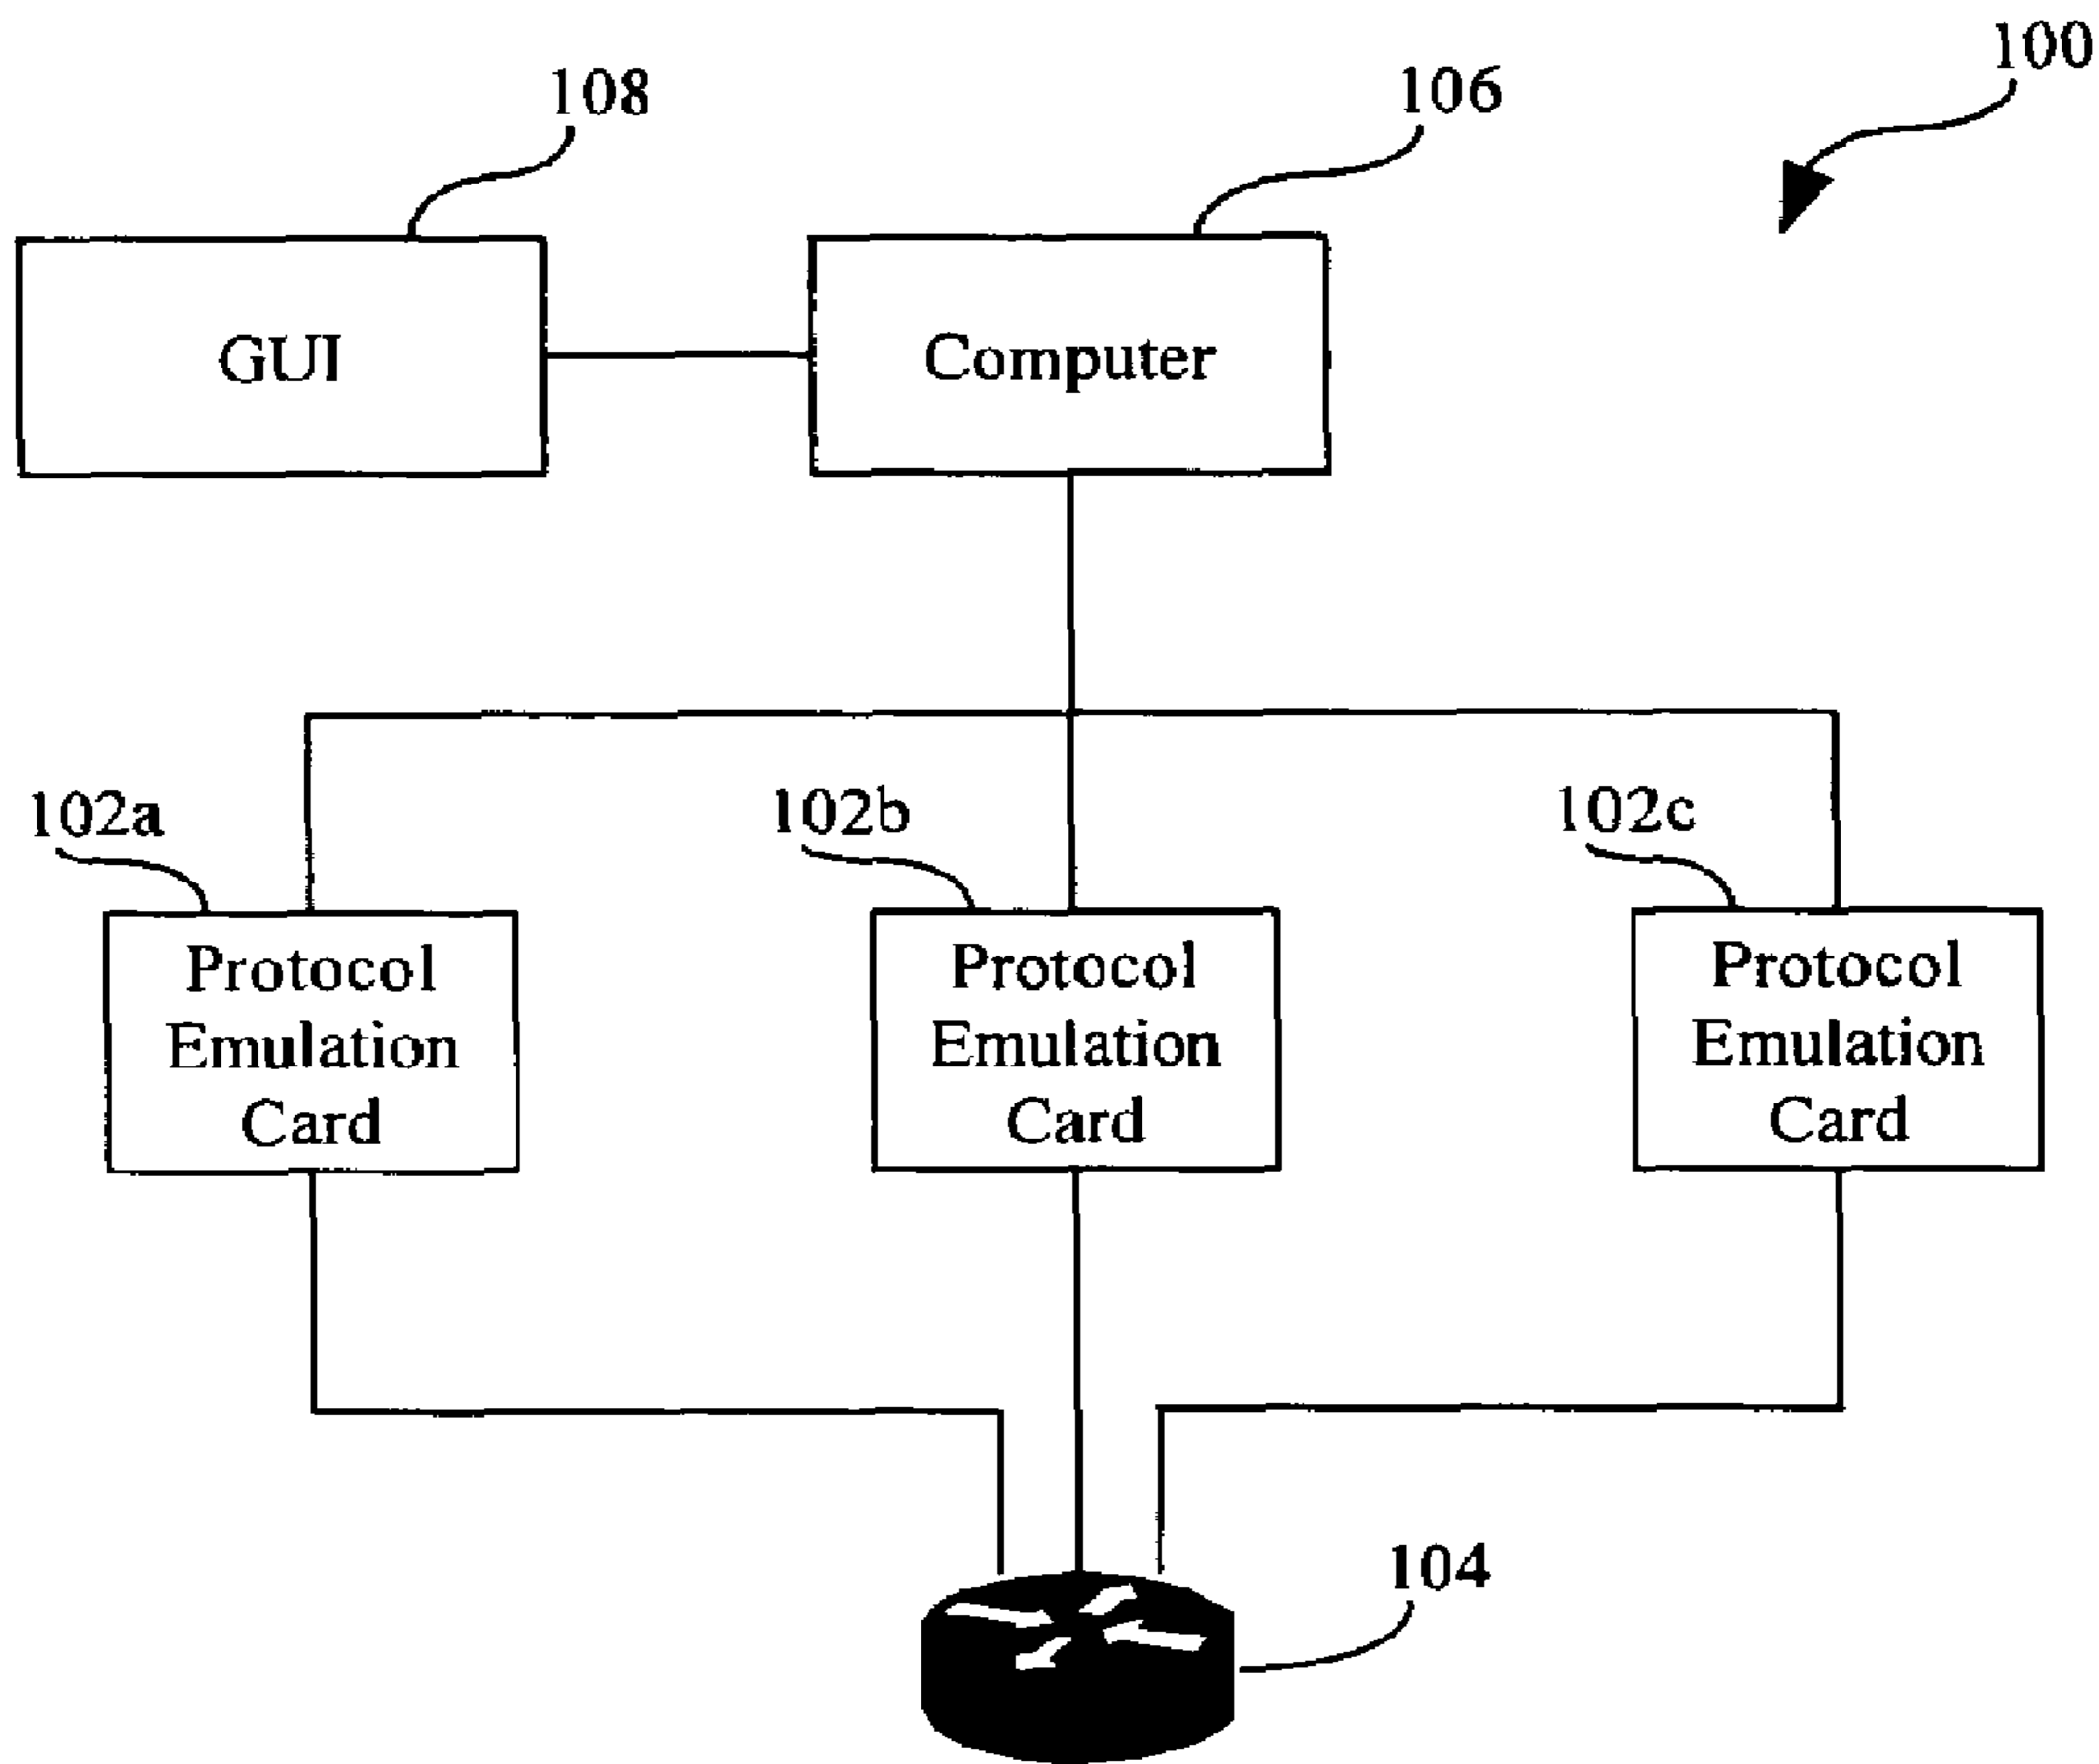 100
108
106
GUI
Computer
102a
102b
102c
Protocol
Emulation
Card
Protocol
Emulation
Card
Protocol
Emulation
Card
104